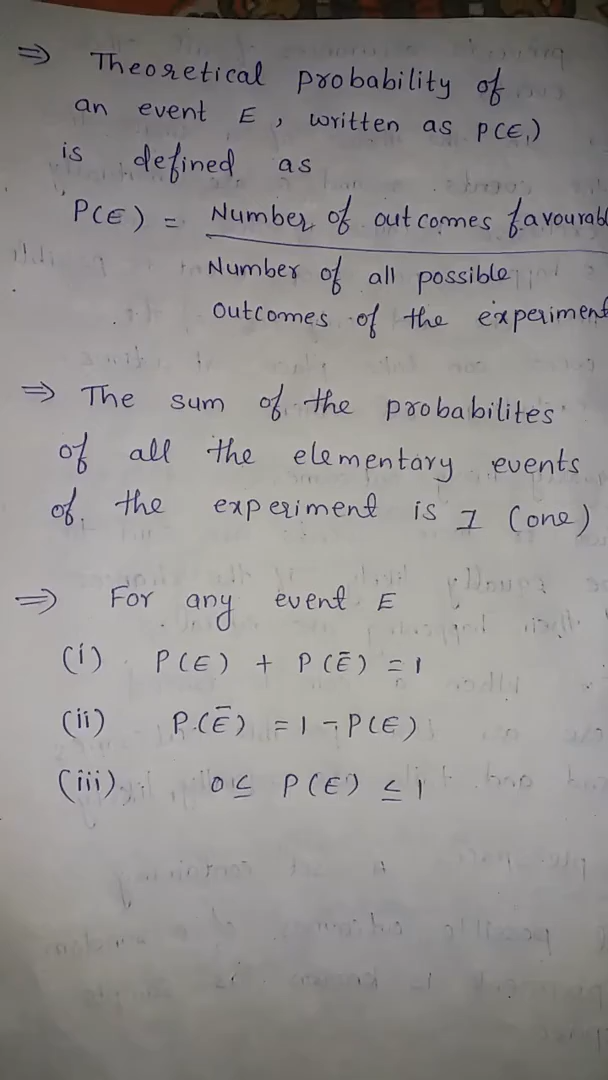 ⇒ Theoretical probability of
an event E, written as P(E)
is defined as
P(E) = Number of outcomes favourabl
Number of all possible
outcomes of the experiment
⇒ The sum of the probabilites
of all the elementary events
of the experiment is 1 (one)
⇒ For any event E
(i) P(E) + P(Ē) = 1
(ii) P(Ē) = 1 - P(E)
(iii) 0 ≤ P(E) ≤ 1